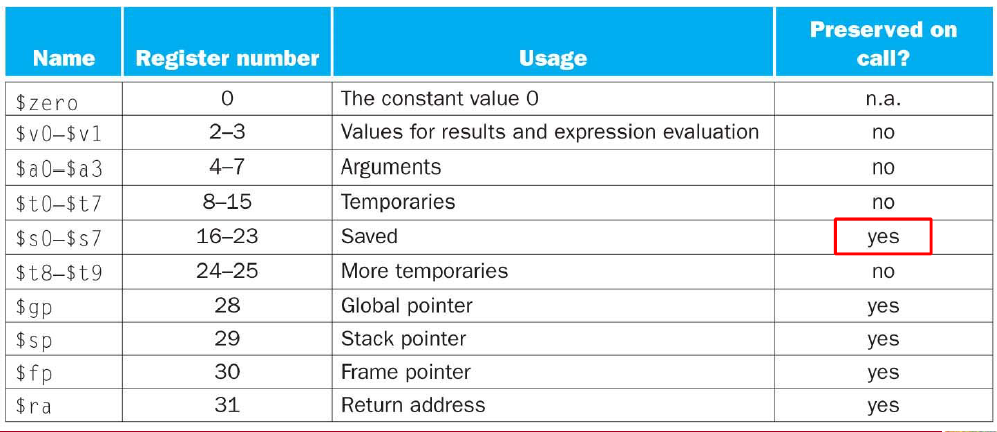 Name Register number Usage Preserved on call?
$zero 0 The constant value 0 n.a.
$v0–$v1 2–3 Values for results and expression evaluation no
$a0–$a3 4–7 Arguments no
$t0–$t7 8–15 Temporaries no
$s0–$s7 16–23 Saved yes
$t8–$t9 24–25 More temporaries no
$gp 28 Global pointer yes
$sp 29 Stack pointer yes
$fp 30 Frame pointer yes
$ra 31 Return address yes